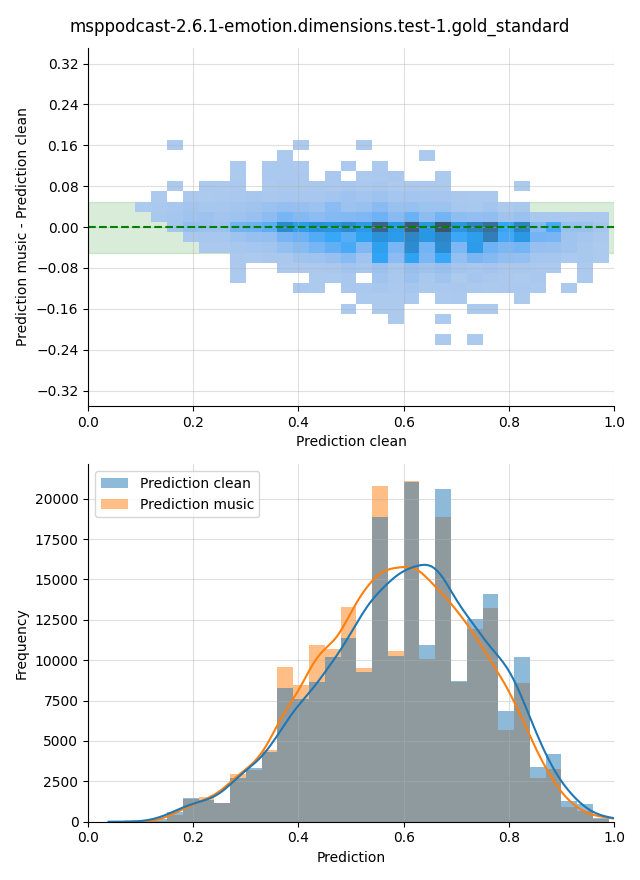 msppodcast-2.6.1-emotion.dimensions.test-1.gold_standard
0.32
0.24
0.16
0.08
0.00
−0.08
−0.16
−0.24
−0.32
Prediction music - Prediction clean
0.0 0.2 0.4 0.6 0.8 1.0
Prediction clean
Prediction clean
Prediction music
20000
17500
15000
12500
10000
7500
5000
2500
0
Frequency
0.0 0.2 0.4 0.6 0.8 1.0
Prediction